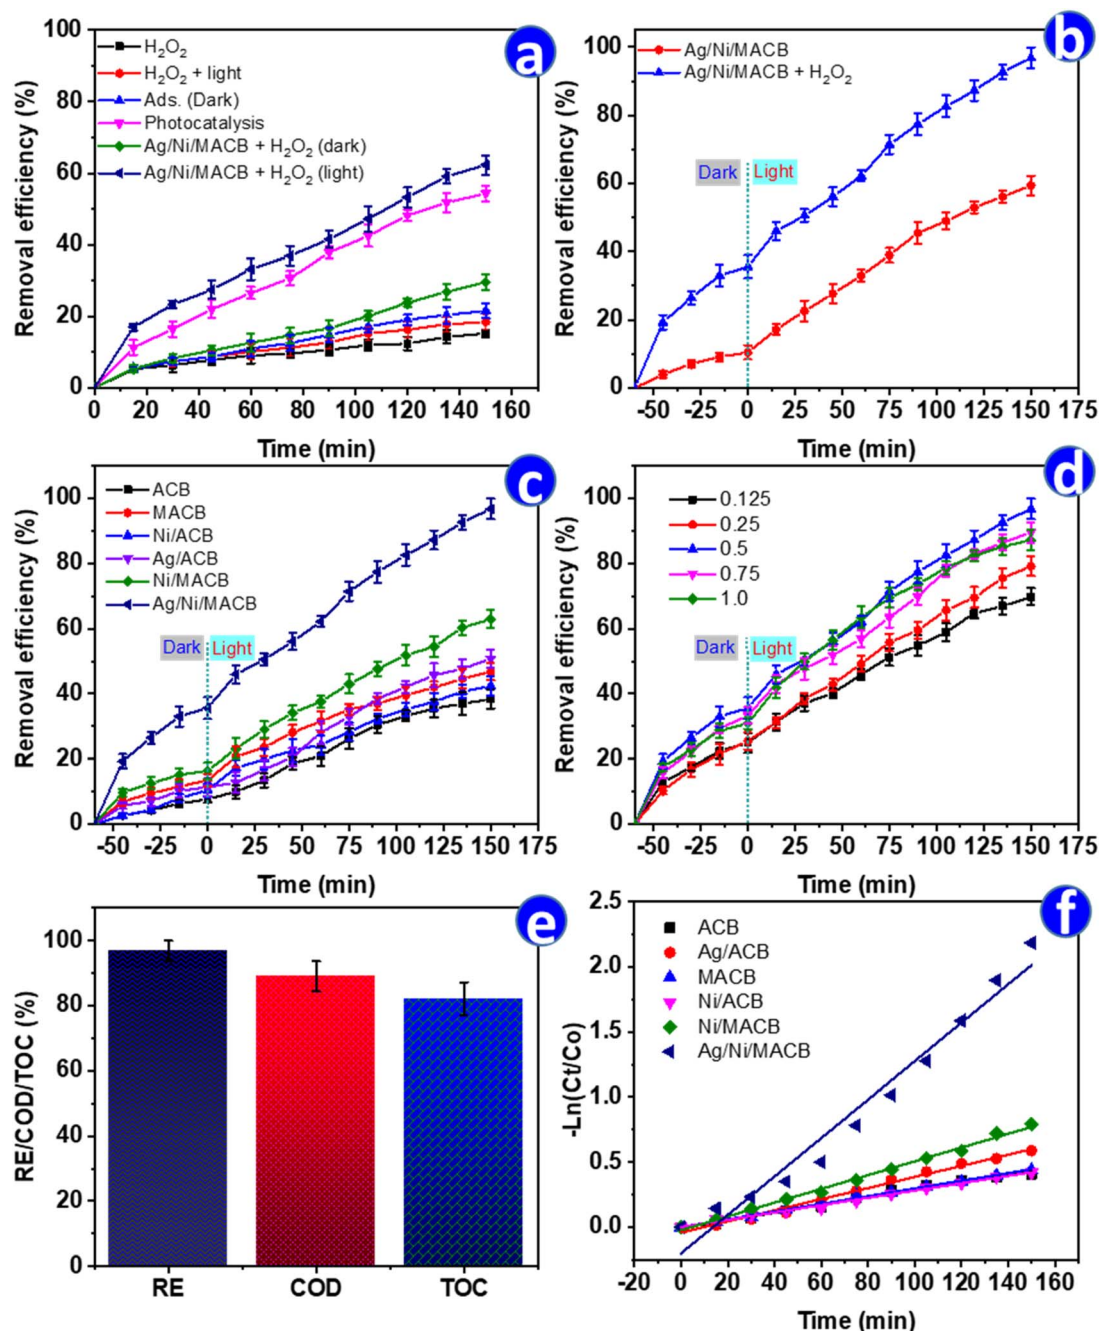 a
100
80
60
40
20
0
Removal efficiency (%)
H₂O₂
H₂O₂ + light
Ads. (Dark)
Photocatalysis
Ag/Ni/MACB + H₂O₂ (dark)
Ag/Ni/MACB + H₂O₂ (light)
0 20 40 60 80 100 120 140 160
Time (min)
b
100
80
60
40
20
0
Removal efficiency (%)
Ag/Ni/MACB
Ag/Ni/MACB + H₂O₂
Dark Light
-50 -25 0 25 50 75 100 125 150 175
Time (min)
c
100
80
60
40
20
0
Removal efficiency (%)
ACB
MACB
Ni/ACB
Ag/ACB
Ni/MACB
Ag/Ni/MACB
Dark Light
-50 -25 0 25 50 75 100 125 150 175
Time (min)
d
100
80
60
40
20
0
Removal efficiency (%)
0.125
0.25
0.5
0.75
1.0
Dark Light
-50 -25 0 25 50 75 100 125 150 175
Time (min)
e
100
80
60
40
20
0
RE/COD/TOC (%)
RE COD TOC
f
2.5
2.0
1.5
1.0
0.5
0.0
-Ln(Ct/Co)
ACB
Ag/ACB
MACB
Ni/ACB
Ni/MACB
Ag/Ni/MACB
-20 0 20 40 60 80 100 120 140 160
Time (min)